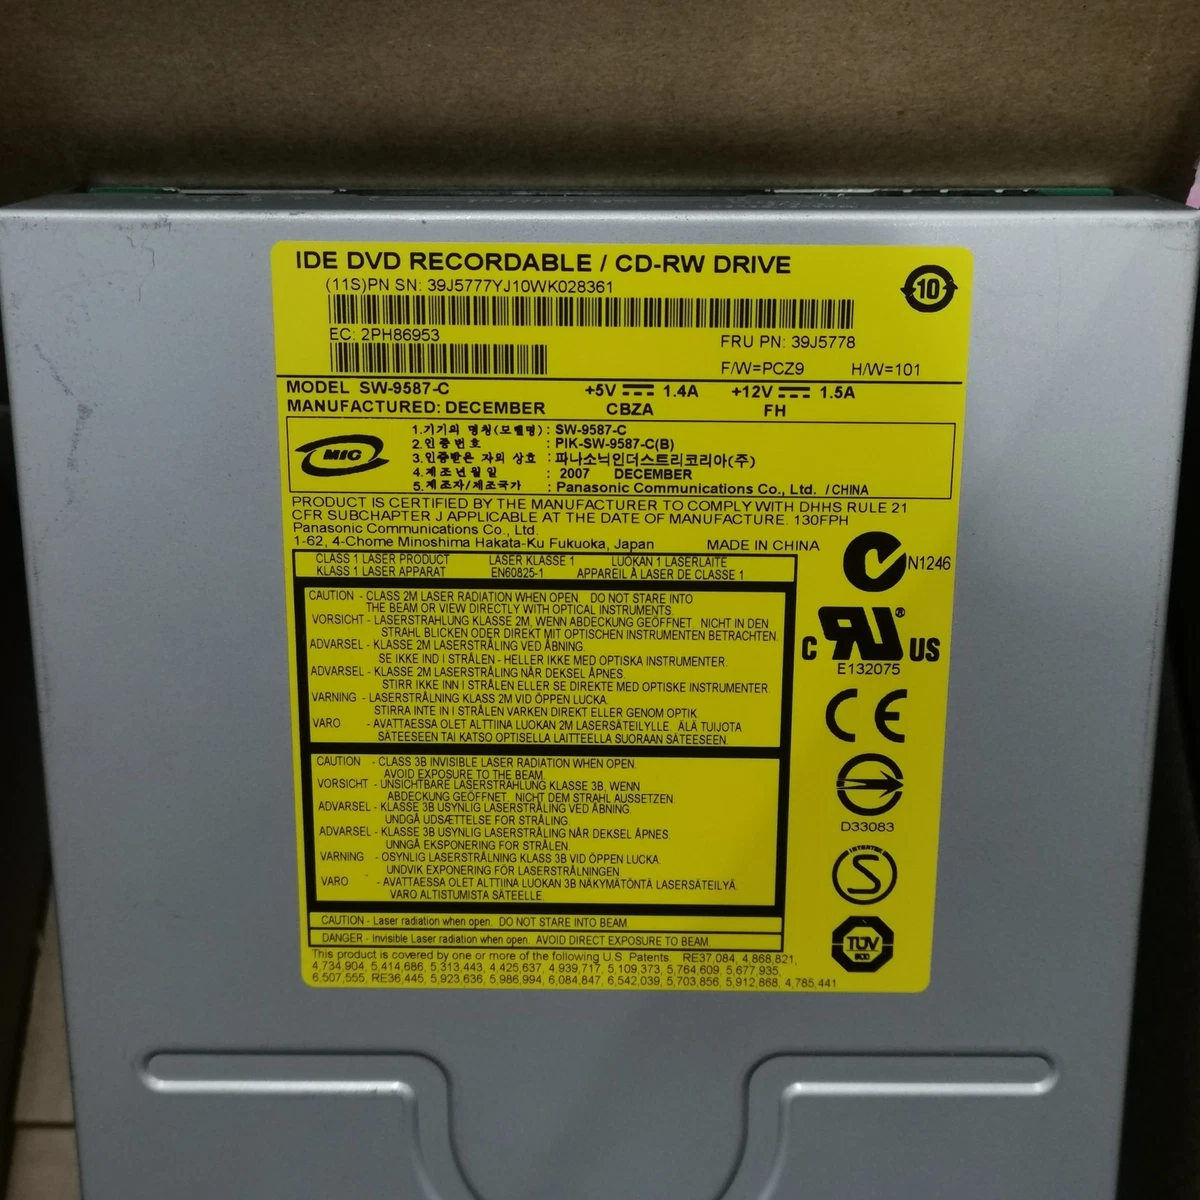 IDE DVD RECORDABLE / CD-RW DRIVE
(11S)PN SN: 39J5777YJ10WK028361
10
EC: 2PH86953
FRU PN: 39J5778
F/W=PCZ9 H/W=101
MODEL SW-9587-C +5V 1.4A +12V 1.5A
MANUFACTURED: DECEMBER CBZA FH
MIC
1.기기의 명칭(모델명) : SW-9587-C
2.인증번호 : PIK-SW-9587-C(B)
3.인증받은 자의 상호 : 파나소닉인더스트리코리아(주)
4.제조년월일 : 2007 DECEMBER
5.제조자/제조국가 : Panasonic Communications Co., Ltd. /CHINA
PRODUCT IS CERTIFIED BY THE MANUFACTURER TO COMPLY WITH DHHS RULE 21
CFR SUBCHAPTER J APPLICABLE AT THE DATE OF MANUFACTURE. 130FPH
Panasonic Communications Co., Ltd.
1-62, 4-Chome Minoshima Hakata-Ku Fukuoka, Japan MADE IN CHINA
N1246
CLASS 1 LASER PRODUCT LASER KLASSE 1 LUOKAN 1 LASERLAITE
KLASS 1 LASER APPARAT EN60825-1 APPAREIL À LASER DE CLASSE 1
CAUTION - CLASS 2M LASER RADIATION WHEN OPEN. DO NOT STARE INTO
THE BEAM OR VIEW DIRECTLY WITH OPTICAL INSTRUMENTS.
VORSICHT - LASERSTRAHLUNG KLASSE 2M, WENN ABDECKUNG GEÖFFNET. NICHT IN DEN
STRAHL BLICKEN ODER DIREKT MIT OPTISCHEN INSTRUMENTEN BETRACHTEN.
ADVARSEL - KLASSE 2M LASERSTRÅLING VED ÅBNING.
SE IKKE IND I STRÅLEN - HELLER IKKE MED OPTISKA INSTRUMENTER.
ADVARSEL - KLASSE 2M LASERSTRÅLING NÅR DEKSEL ÅPNES.
STIRR IKKE INN I STRÅLEN ELLER SE DIREKTE MED OPTISKE INSTRUMENTER.
VARNING - LASERSTRÅLNING KLASS 2M VID ÖPPEN LUCKA.
STIRRA INTE IN I STRÅLEN VARKEN DIREKT ELLER GENOM OPTIK.
VARO - AVATTAESSA OLET ALTTIINA LUOKAN 2M LASERSÄTEILYLLE. ÄLÄ TUIJOTA
SÄTEESEEN TAI KATSO OPTISELLA LAITTEELLA SUORAAN SÄTEESEEN.
C RU ® US
E132075
CE
D33083
INTERTEK
S
TÜV
CAUTION - CLASS 3B INVISIBLE LASER RADIATION WHEN OPEN.
AVOID EXPOSURE TO THE BEAM.
VORSICHT - UNSICHTBARE LASERSTRAHLUNG KLASSE 3B, WENN
ABDECKUNG GEÖFFNET. NICHT DEM STRAHL AUSSETZEN.
ADVARSEL - KLASSE 3B USYNLIG LASERSTRÅLING VED ÅBNING.
UNDGÅ UDSÆTTELSE FOR STRÅLING.
ADVARSEL - KLASSE 3B USYNLIG LASERSTRÅLING NÅR DEKSEL ÅPNES.
UNNGÅ EKSPONERING FOR STRÅLEN.
VARNING - OSYNLIG LASERSTRÅLNING KLASS 3B VID ÖPPEN LUCKA.
UNDVIK EXPONERING FÖR LASERSTRÅLNINGEN.
VARO - AVATTAESSA OLET ALTTIINA LUOKAN 3B NÄKYMÄTÖNTÄ LASERSÄTEILYÄ.
VARO ALTISTUMISTA SÄTEELLE.
CAUTION - Laser radiation when open. DO NOT STARE INTO BEAM
DANGER - Invisible Laser radiation when open. AVOID DIRECT EXPOSURE TO BEAM.
This product is covered by one or more of the following U.S. Patents RE37,084, 4,868,821,
4,734,904, 5,414,686, 5,313,443, 4,425,637, 4,939,717, 5,109,373, 5,764,609, 5,677,935,
6,507,555, RE36,445, 5,923,636, 5,986,994, 6,084,847, 6,542,039, 5,703,856, 5,912,868, 4,785,441